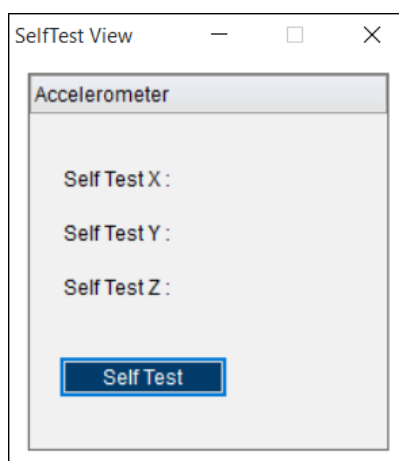 SelfTest View
Accelerometer
Self Test X :
Self Test Y :
Self Test Z :
Self Test